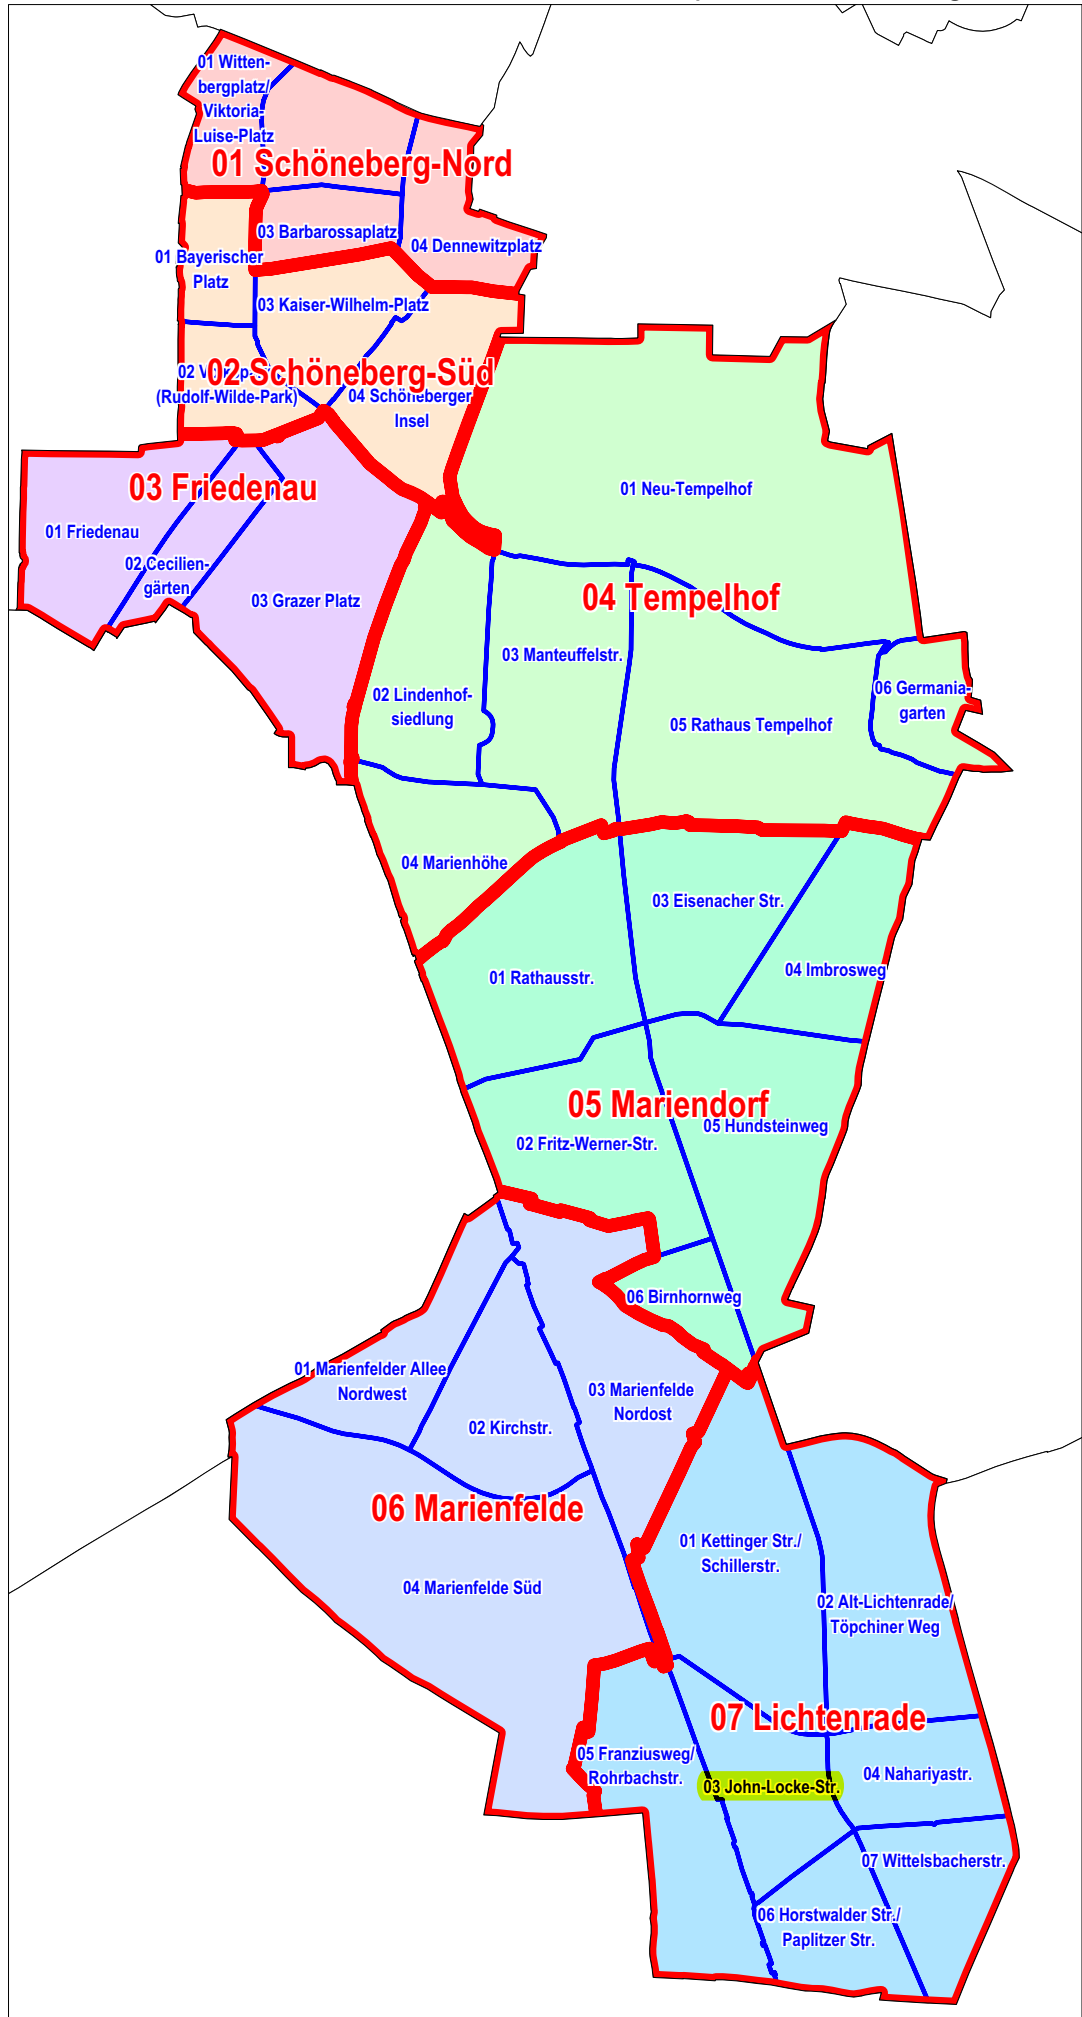 01 Witten-
bergplatz/
Viktoria-
Luise-Platz
01 Schöneberg-Nord
03 Barbarossaplatz
04 Dennewitzplatz
01 Bayerischer
Platz
03 Kaiser-Wilhelm-Platz
02 Schöneberg-Süd
02
(Rudolf-Wilde-Park)
04 Schöneberger
Insel
03 Friedenau
01 Neu-Tempelhof
01 Friedenau
02 Cecilien-
gärten
03 Grazer Platz
04 Tempelhof
03 Manteuffelstr.
02 Lindenhof-
siedlung
06 Germania-
garten
05 Rathaus Tempelhof
04 Marienhöhe
03 Eisenacher Str.
01 Rathausstr.
04 Imbrosweg
05 Mariendorf
05 Hundsteinweg
02 Fritz-Werner-Str.
06 Birnhornweg
01 Marienfelder Allee
Nordwest
03 Marienfelde
Nordost
02 Kirchstr.
06 Marienfelde
01 Kettinger Str./
Schillerstr.
04 Marienfelde Süd
02 Alt-Lichtenrade/
Töpchiner Weg
07 Lichtenrade
05 Franziusweg/
Rohrbachstr.
03 John-Locke-Str.
04 Nahariyastr.
07 Wittelsbacherstr.
06 Horstwalder Str./
Paplitzer Str.